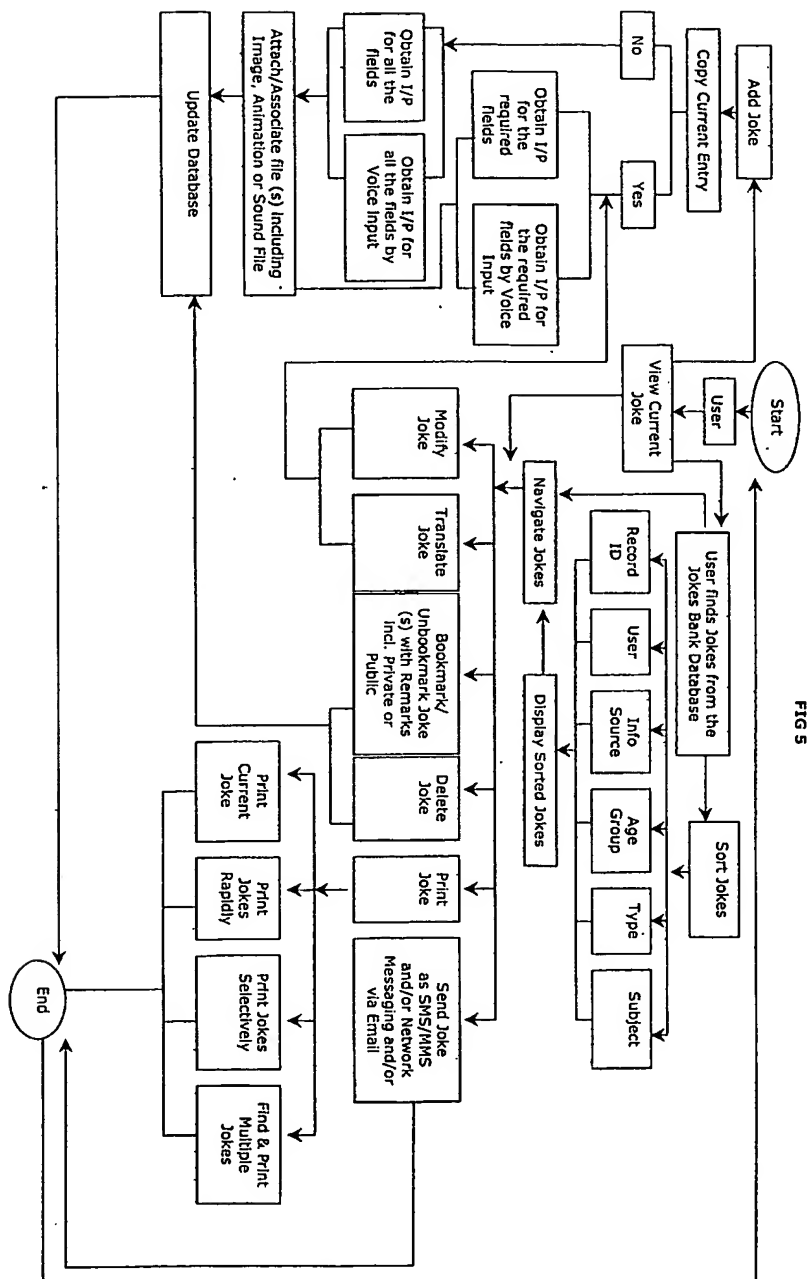 FIG 5
Start
User
View Current
Joke
Add Joke
Copy Current Entry
No
Yes
Obtain I/P
for the
required
fields
Obtain I/P for
the required
fields by Voice
Input
Obtain I/P
for all the
fields
Obtain I/P for
all the fields by
Voice Input
Attach/Associate file (s) Including
Image, Animation or Sound File
Update Database
User finds Jokes from the
Jokes Bank Database
Sort Jokes
Record
ID
User
Info
Source
Age
Group
Type
Subject
Navigate Jokes
Display Sorted Jokes
Modify
Joke
Translate
Joke
Bookmark/
Unbookmark Joke
(s) with Remarks
incl. Private or
Public
Delete
Joke
Print
Joke
Send Joke
as SMS/MMS
and/or Network
Messaging and/or
via Email
Print
Current
Joke
Print
Jokes
Rapidly
Print Jokes
Selectively
Find & Print
Multiple
Jokes
End